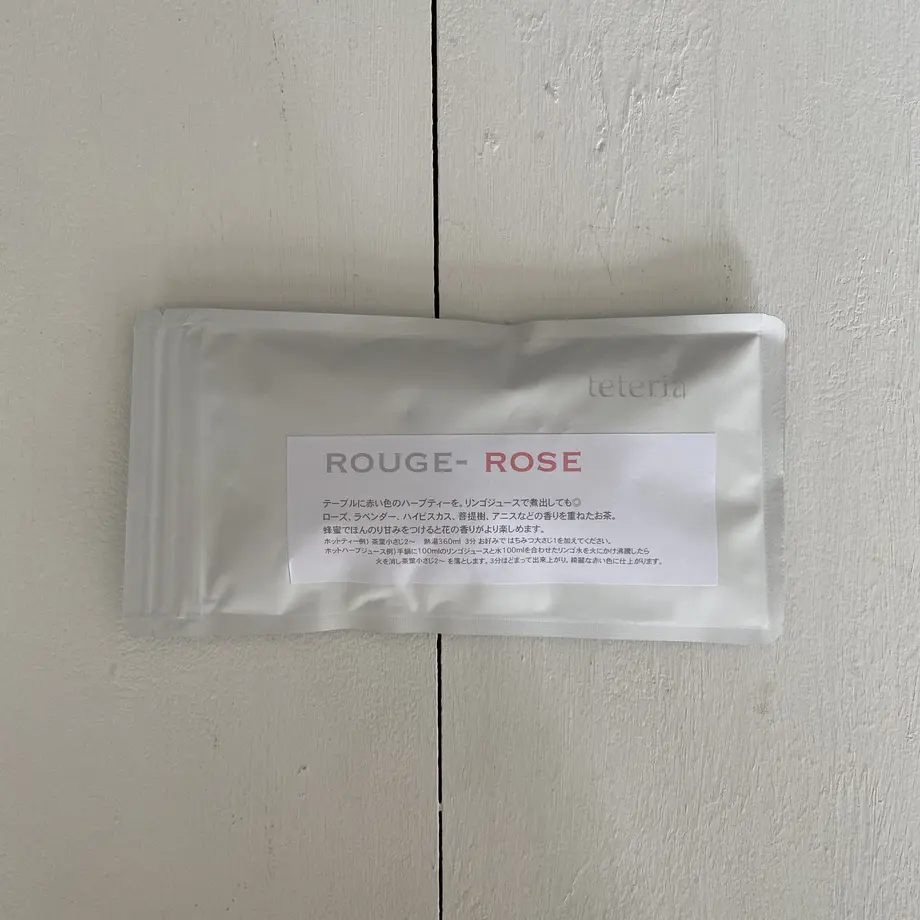 teteria
ROUGE- ROSE
テーブルに赤い色のハーブティーを。リンゴジュースで煮出しても◎
ローズ、ラベンダー、ハイビスカス、菩提樹、アニスなどの香りを重ねたお茶。
蜂蜜でほんのり甘みをつけると花の香りがより楽しめます。
ホットティー例) 茶葉小さじ2〜 熱湯360ml 3分 お好みで はちみつ大さじ1を加えてください。
ホットハーブジュース例) 手鍋に100mlのリンゴジュースと水100mlを合わせたリンゴ水を火にかけ沸騰したら
火を消し茶葉小さじ2〜 を落とします。3分ほどまって出来上がり。綺麗な赤い色に仕上がります。